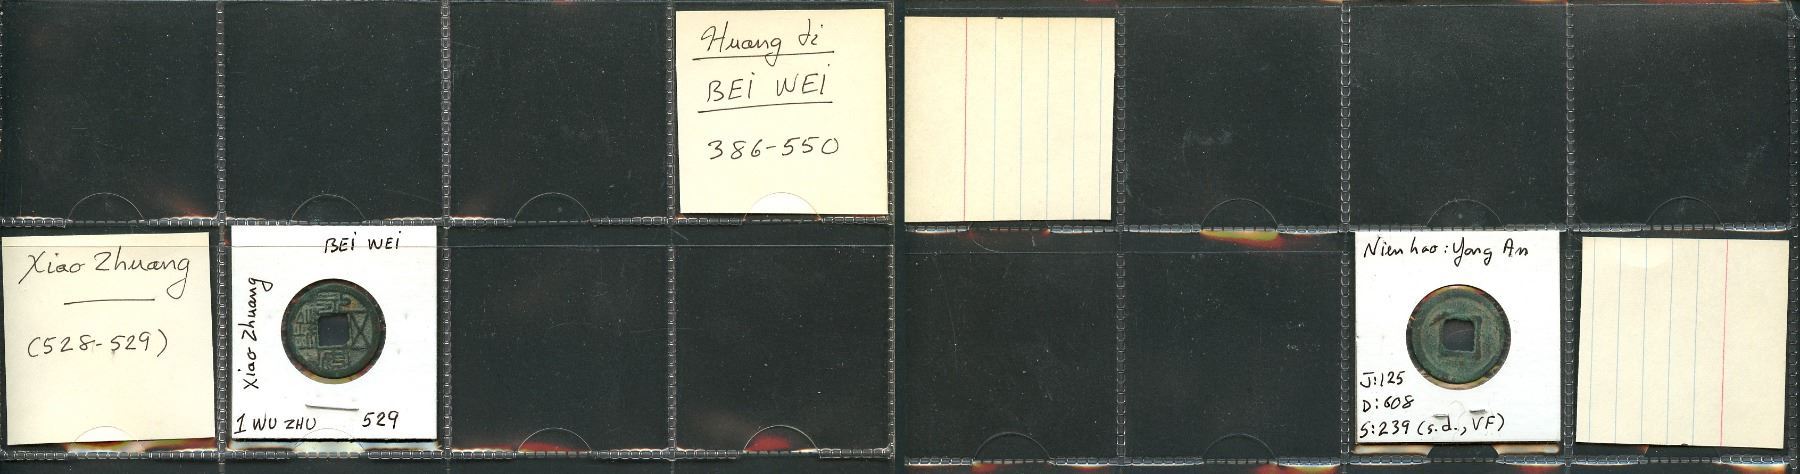 Huang di
BEI WEI
386-550
Xiao Zhuang
(528-529)
BEI WEI
Xiao Zhuang
1 WU ZHU 529
Nien hao: Yong An
J:125
D:608
S:239 (s.d., VF)